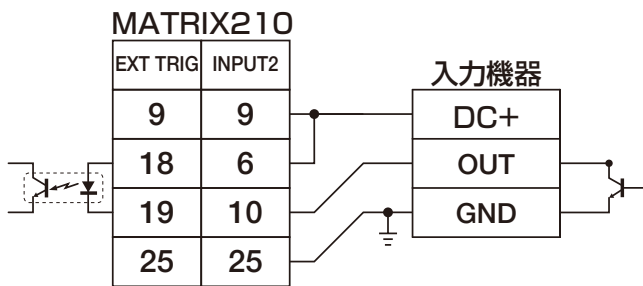 MATRIX210
EXT TRIG INPUT2
9 9
18 6
19 10
25 25
入力機器
DC+
OUT
GND